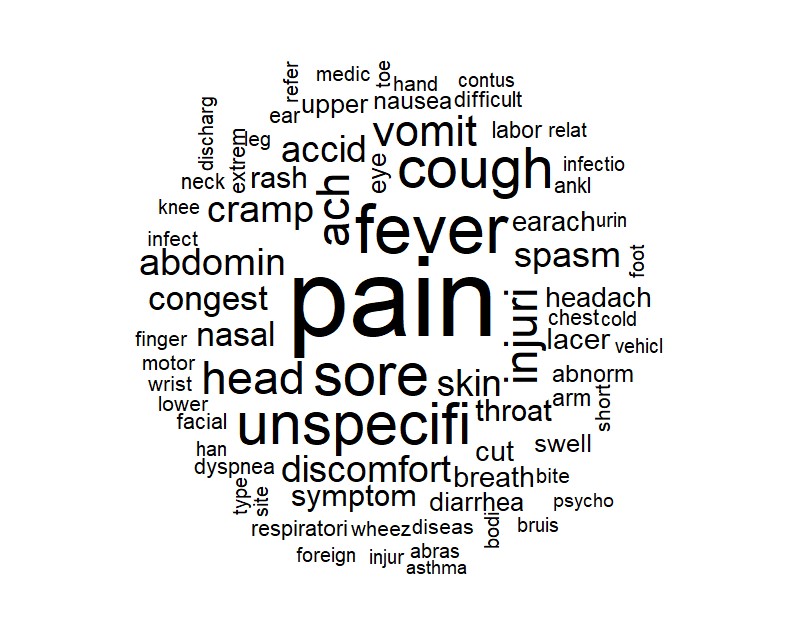 refer
medic
toe
hand
contus
discharg
ear
upper
nausea
difficult
extrem
leg
accid
vomit
labor
relat
neck
rash
ach
eye
cough
infectio
ankl
knee
cramp
fever
earach
urin
infect
abdomin
spasm
foot
congest
pain
injuri
headach
chest
cold
finger
nasal
lacer
vehicl
motor
wrist
head
sore
skin
abnorm
lower
facial
unspecifi
throat
arm
short
han
dyspnea
discomfort
cut
swell
breath
bite
type
site
symptom
diarrhea
psycho
respiratori
wheez
diseas
bodi
bruis
foreign
injur
abras
asthma